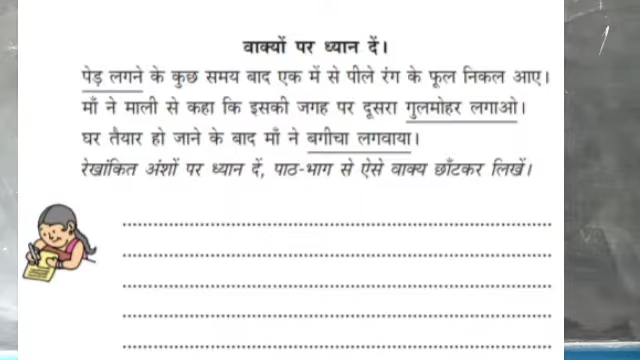 वाक्यों पर ध्यान दें।
पेड़ लगने के कुछ समय बाद एक में से पीले रंग के फूल निकल आए।
माँ ने माली से कहा कि इसकी जगह पर दूसरा गुलमोहर लगाओ।
घर तैयार हो जाने के बाद माँ ने बगीचा लगवाया।
रेखांकित अंशों पर ध्यान दें, पाठ-भाग से ऐसे वाक्य छाँटकर लिखें।